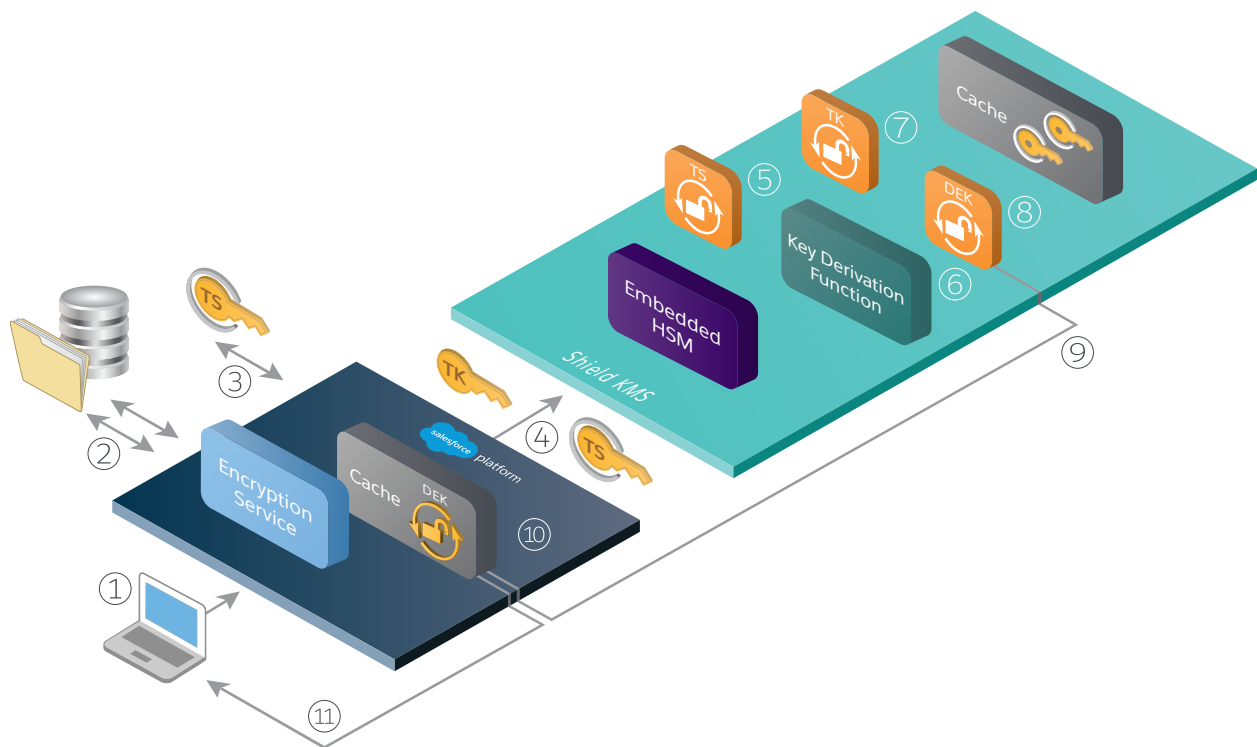 Cache
TK
⑦
TS
⑤
DEK
⑧
Key Derivation
Function
⑥
Embedded
HSM
Shield KMS
⑨
TS
③
②
TK
④
TS
salesforce
platform
Encryption
Service
Cache
DEK
⑩
①
⑪